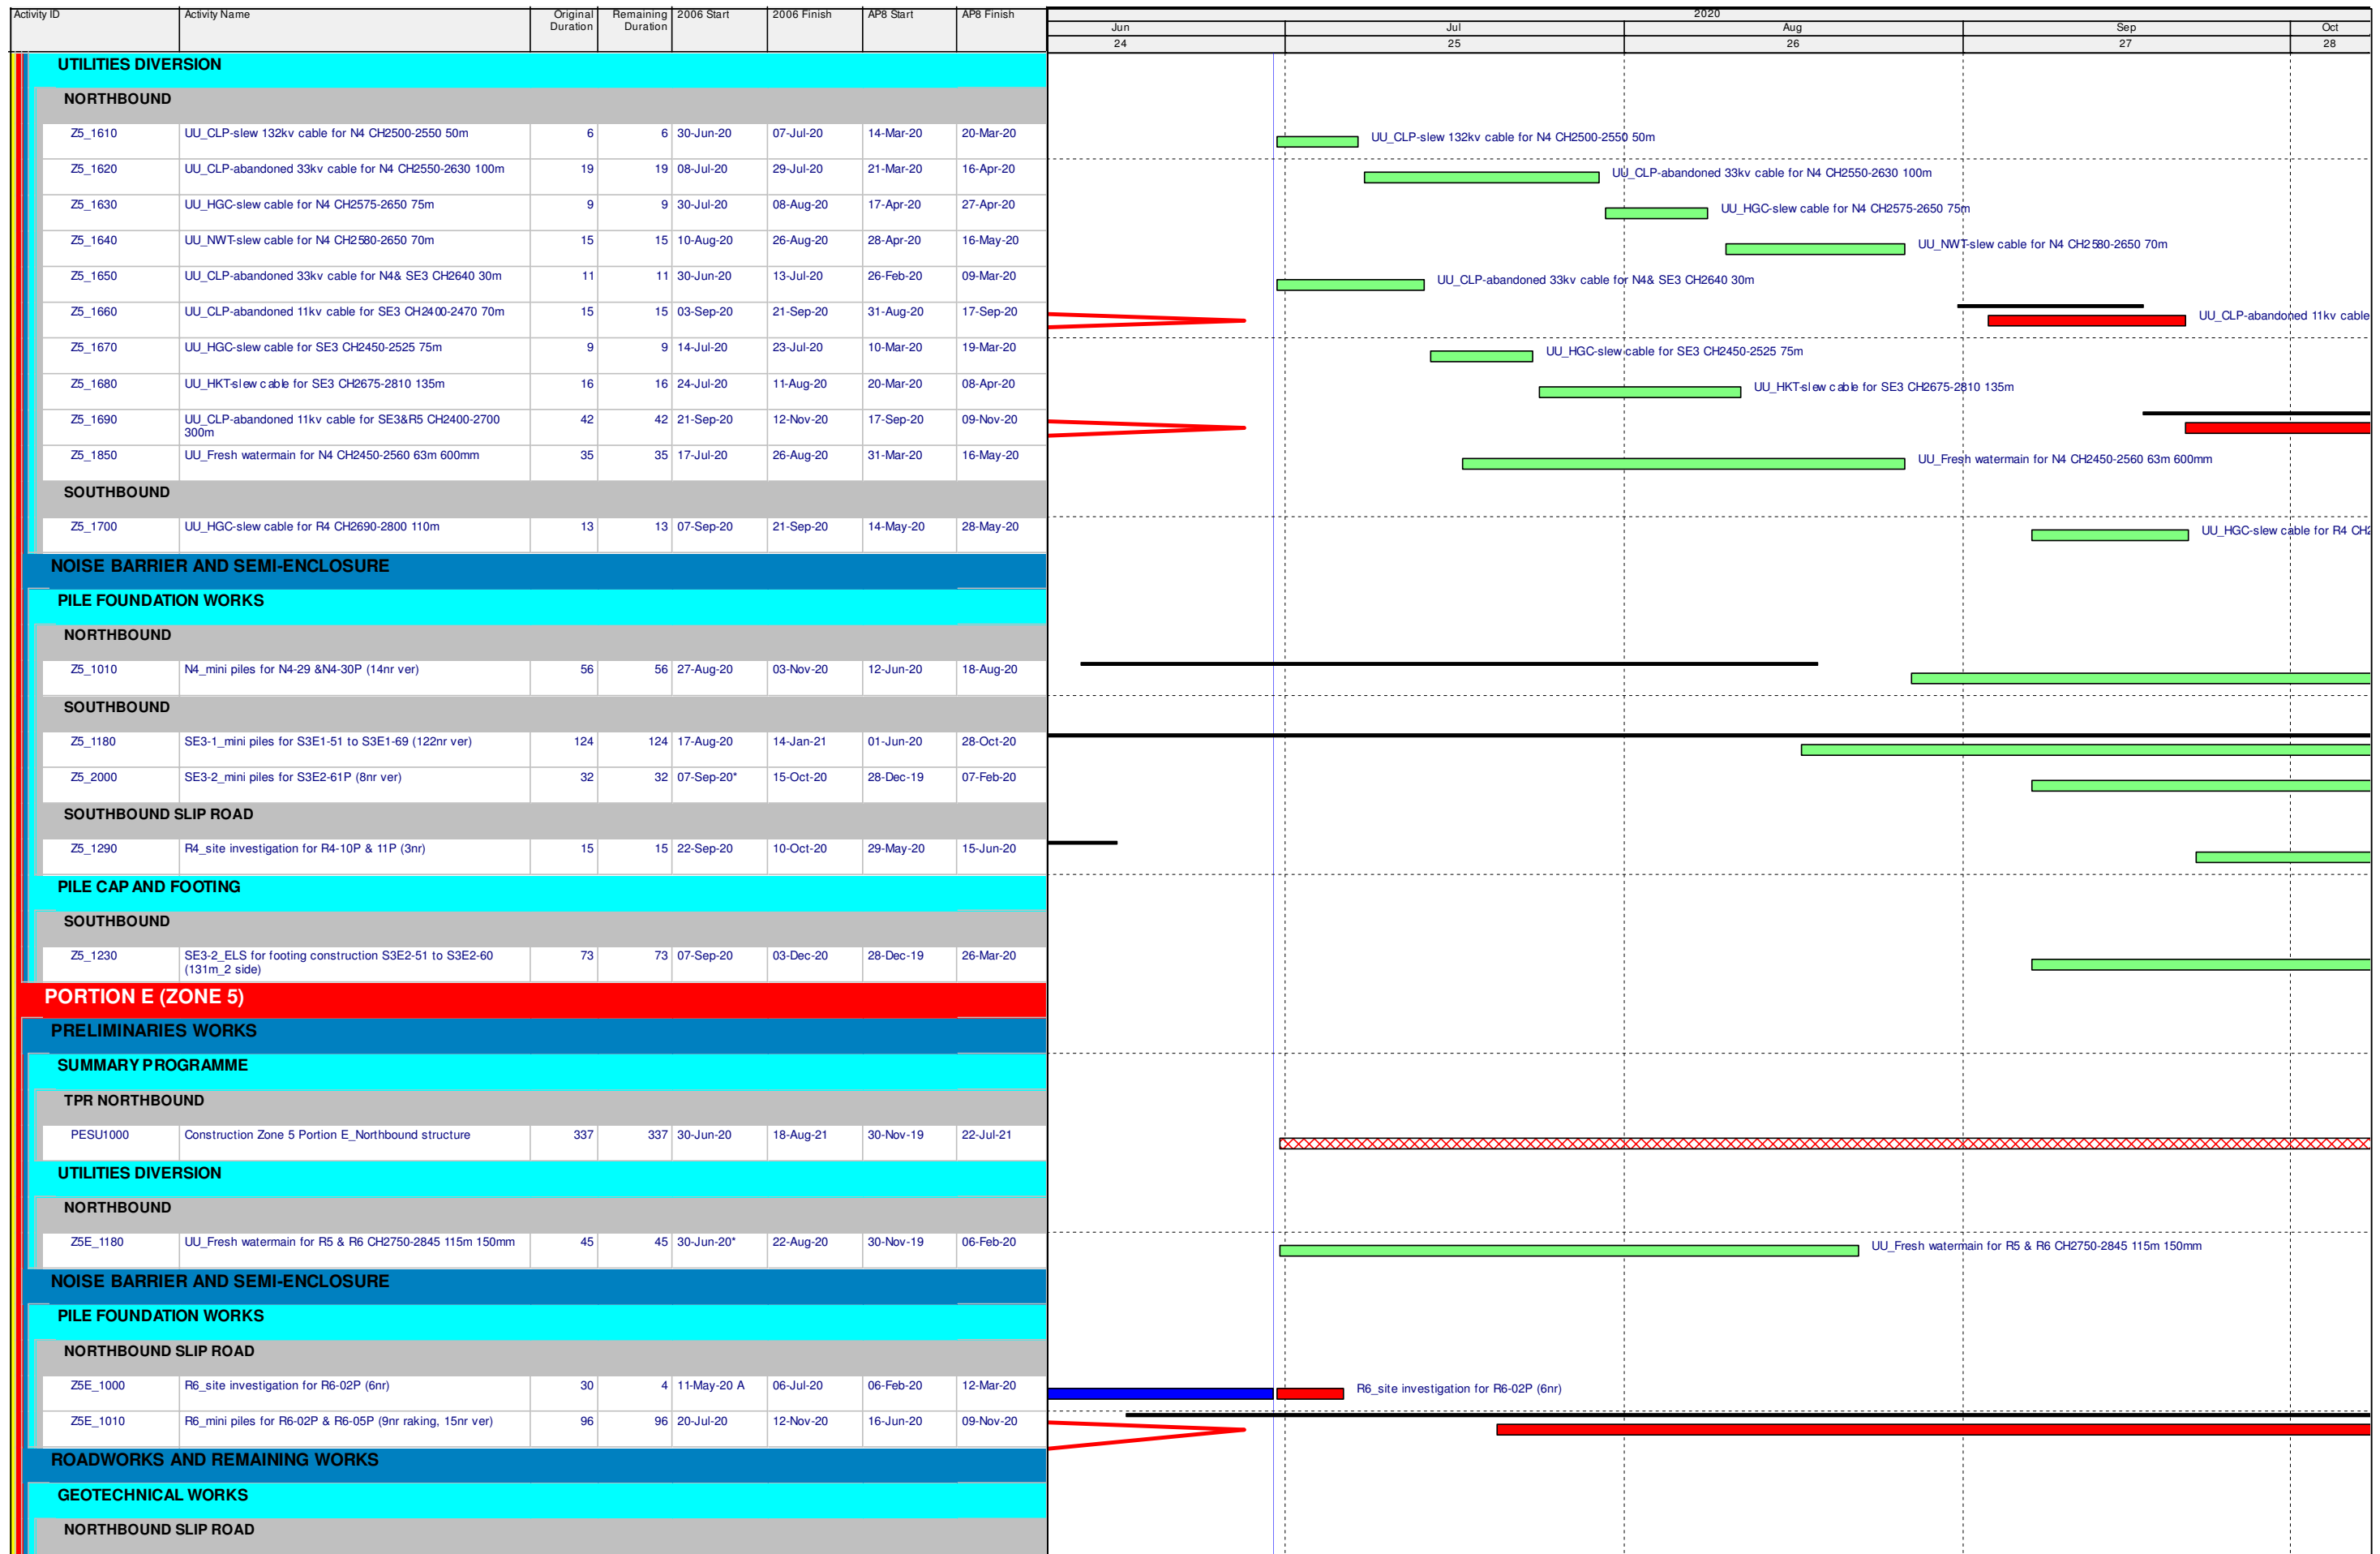 Activity ID Activity Name Original Duration Remaining Duration 2006 Start 2006 Finish AP8 Start AP8 Finish
2020
Jun Jul Aug Sep Oct
24 25 26 27 28
UTILITIES DIVERSION
NORTHBOUND
Z5_1610 UU_CLP-slew 132kv cable for N4 CH2500-2550 50m 6 6 30-Jun-20 07-Jul-20 14-Mar-20 20-Mar-20 UU_CLP-slew 132kv cable for N4 CH2500-2550 50m
Z5_1620 UU_CLP-abandoned 33kv cable for N4 CH2550-2630 100m 19 19 08-Jul-20 29-Jul-20 21-Mar-20 16-Apr-20 UU_CLP-abandoned 33kv cable for N4 CH2550-2630 100m
Z5_1630 UU_HGC-slew cable for N4 CH2575-2650 75m 9 9 30-Jul-20 08-Aug-20 17-Apr-20 27-Apr-20 UU_HGC-slew cable for N4 CH2575-2650 75m
Z5_1640 UU_NWT-slew cable for N4 CH2580-2650 70m 15 15 10-Aug-20 26-Aug-20 28-Apr-20 16-May-20 UU_NWT-slew cable for N4 CH2580-2650 70m
Z5_1650 UU_CLP-abandoned 33kv cable for N4& SE3 CH2640 30m 11 11 30-Jun-20 13-Jul-20 26-Feb-20 09-Mar-20 UU_CLP-abandoned 33kv cable for N4& SE3 CH2640 30m
Z5_1660 UU_CLP-abandoned 11kv cable for SE3 CH2400-2470 70m 15 15 03-Sep-20 21-Sep-20 31-Aug-20 17-Sep-20 UU_CLP-abandoned 11kv cable
Z5_1670 UU_HGC-slew cable for SE3 CH2450-2525 75m 9 9 14-Jul-20 23-Jul-20 10-Mar-20 19-Mar-20 UU_HGC-slew cable for SE3 CH2450-2525 75m
Z5_1680 UU_HKT-slew cable for SE3 CH2675-2810 135m 16 16 24-Jul-20 11-Aug-20 20-Mar-20 08-Apr-20 UU_HKT-slew cable for SE3 CH2675-2810 135m
Z5_1690 UU_CLP-abandoned 11kv cable for SE3&R5 CH2400-2700 42 42 21-Sep-20 12-Nov-20 17-Sep-20 09-Nov-20
300m
Z5_1850 UU_Fresh watermain for N4 CH2450-2560 63m 600mm 35 35 17-Jul-20 26-Aug-20 31-Mar-20 16-May-20 UU_Fresh watermain for N4 CH2450-2560 63m 600mm
SOUTHBOUND
Z5_1700 UU_HGC-slew cable for R4 CH2690-2800 110m 13 13 07-Sep-20 21-Sep-20 14-May-20 28-May-20 UU_HGC-slew cable for R4 CH2
NOISE BARRIER AND SEMI-ENCLOSURE
PILE FOUNDATION WORKS
NORTHBOUND
Z5_1010 N4_mini piles for N4-29 &N4-30P (14nr ver) 56 56 27-Aug-20 03-Nov-20 12-Jun-20 18-Aug-20
SOUTHBOUND
Z5_1180 SE3-1_mini piles for S3E1-51 to S3E1-69 (122nr ver) 124 124 17-Aug-20 14-Jan-21 01-Jun-20 28-Oct-20
Z5_2000 SE3-2_mini piles for S3E2-61P (8nr ver) 32 32 07-Sep-20* 15-Oct-20 28-Dec-19 07-Feb-20
SOUTHBOUND SLIP ROAD
Z5_1290 R4_site investigation for R4-10P & 11P (3nr) 15 15 22-Sep-20 10-Oct-20 29-May-20 15-Jun-20
PILE CAP AND FOOTING
SOUTHBOUND
Z5_1230 SE3-2_ELS for footing construction S3E2-51 to S3E2-60 73 73 07-Sep-20 03-Dec-20 28-Dec-19 26-Mar-20
(131m_2 side)
PORTION E (ZONE 5)
PRELIMINARIES WORKS
SUMMARY PROGRAMME
TPR NORTHBOUND
PESU1000 Construction Zone 5 Portion E_Northbound structure 337 337 30-Jun-20 18-Aug-21 30-Nov-19 22-Jul-21
UTILITIES DIVERSION
NORTHBOUND
Z5E_1180 UU_Fresh watermain for R5 & R6 CH2750-2845 115m 150mm 45 45 30-Jun-20* 22-Aug-20 30-Nov-19 06-Feb-20 UU_Fresh watermain for R5 & R6 CH2750-2845 115m 150mm
NOISE BARRIER AND SEMI-ENCLOSURE
PILE FOUNDATION WORKS
NORTHBOUND SLIP ROAD
Z5E_1000 R6_site investigation for R6-02P (6nr) 30 4 11-May-20 A 06-Jul-20 06-Feb-20 12-Mar-20 R6_site investigation for R6-02P (6nr)
Z5E_1010 R6_mini piles for R6-02P & R6-05P (9nr raking, 15nr ver) 96 96 20-Jul-20 12-Nov-20 16-Jun-20 09-Nov-20
ROADWORKS AND REMAINING WORKS
GEOTECHNICAL WORKS
NORTHBOUND SLIP ROAD